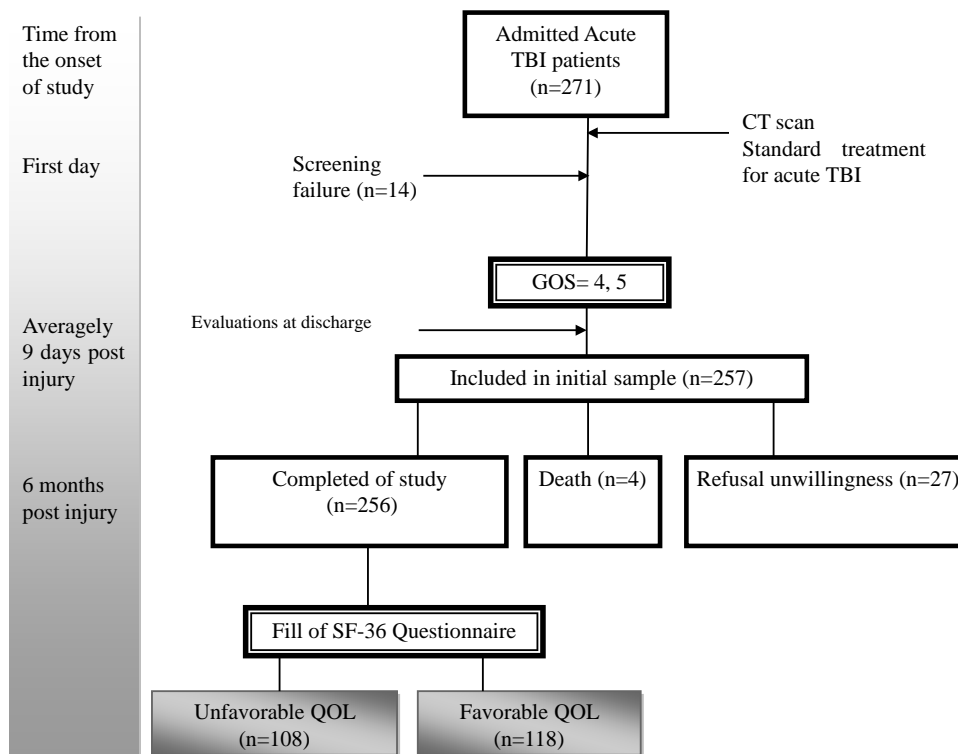 Time from
the onset
of study
Admitted Acute
TBI patients
(n=271)
CT scan
Standard treatment
for acute TBI
First day
Screening
failure (n=14)
GOS= 4, 5
Evaluations at discharge
Averagely
9 days post
injury
Included in initial sample (n=257)
6 months
post injury
Completed of study
(n=256)
Death (n=4)
Refusal unwillingness (n=27)
Fill of SF-36 Questionnaire
Unfavorable QOL
(n=108)
Favorable QOL
(n=118)